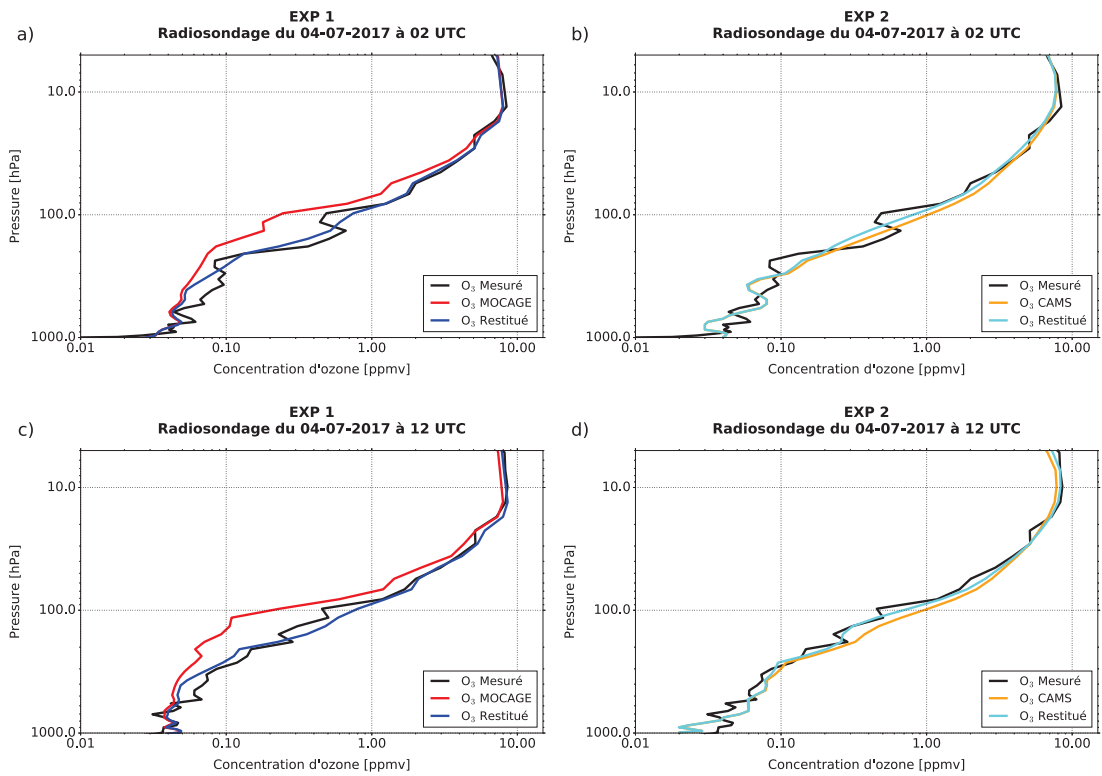 a)
EXP 1
Radiosondage du 04-07-2017 à 02 UTC
Pressure [hPa]
10.0
100.0
1000.0
0.01
0.10
1.00
10.00
Concentration d'ozone [ppmv]
O₃ Mesuré
O₃ MOCAGE
O₃ Restitué
b)
EXP 2
Radiosondage du 04-07-2017 à 02 UTC
Pressure [hPa]
10.0
100.0
1000.0
0.01
0.10
1.00
10.00
Concentration d'ozone [ppmv]
O₃ Mesuré
O₃ CAMS
O₃ Restitué
c)
EXP 1
Radiosondage du 04-07-2017 à 12 UTC
Pressure [hPa]
10.0
100.0
1000.0
0.01
0.10
1.00
10.00
Concentration d'ozone [ppmv]
O₃ Mesuré
O₃ MOCAGE
O₃ Restitué
d)
EXP 2
Radiosondage du 04-07-2017 à 12 UTC
Pressure [hPa]
10.0
100.0
1000.0
0.01
0.10
1.00
10.00
Concentration d'ozone [ppmv]
O₃ Mesuré
O₃ CAMS
O₃ Restitué